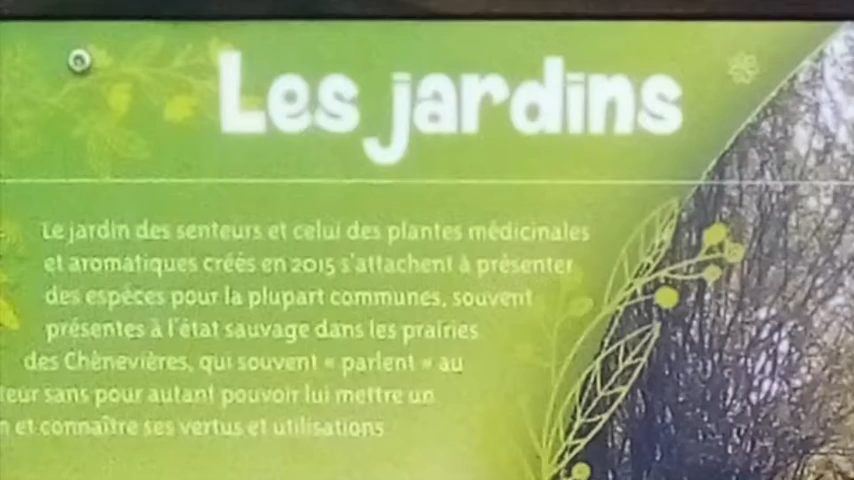 Les jardins
Le jardin des senteurs et celui des plantes médicinales
et aromatiques créés en 2015 s'attachent à présenter
des espèces pour la plupart communes, souvent
présentes à l'état sauvage dans les prairies
des Chènevières, qui souvent « parlent » au
teur sans pour autant pouvoir lui mettre un
n et connaître ses vertus et utilisations